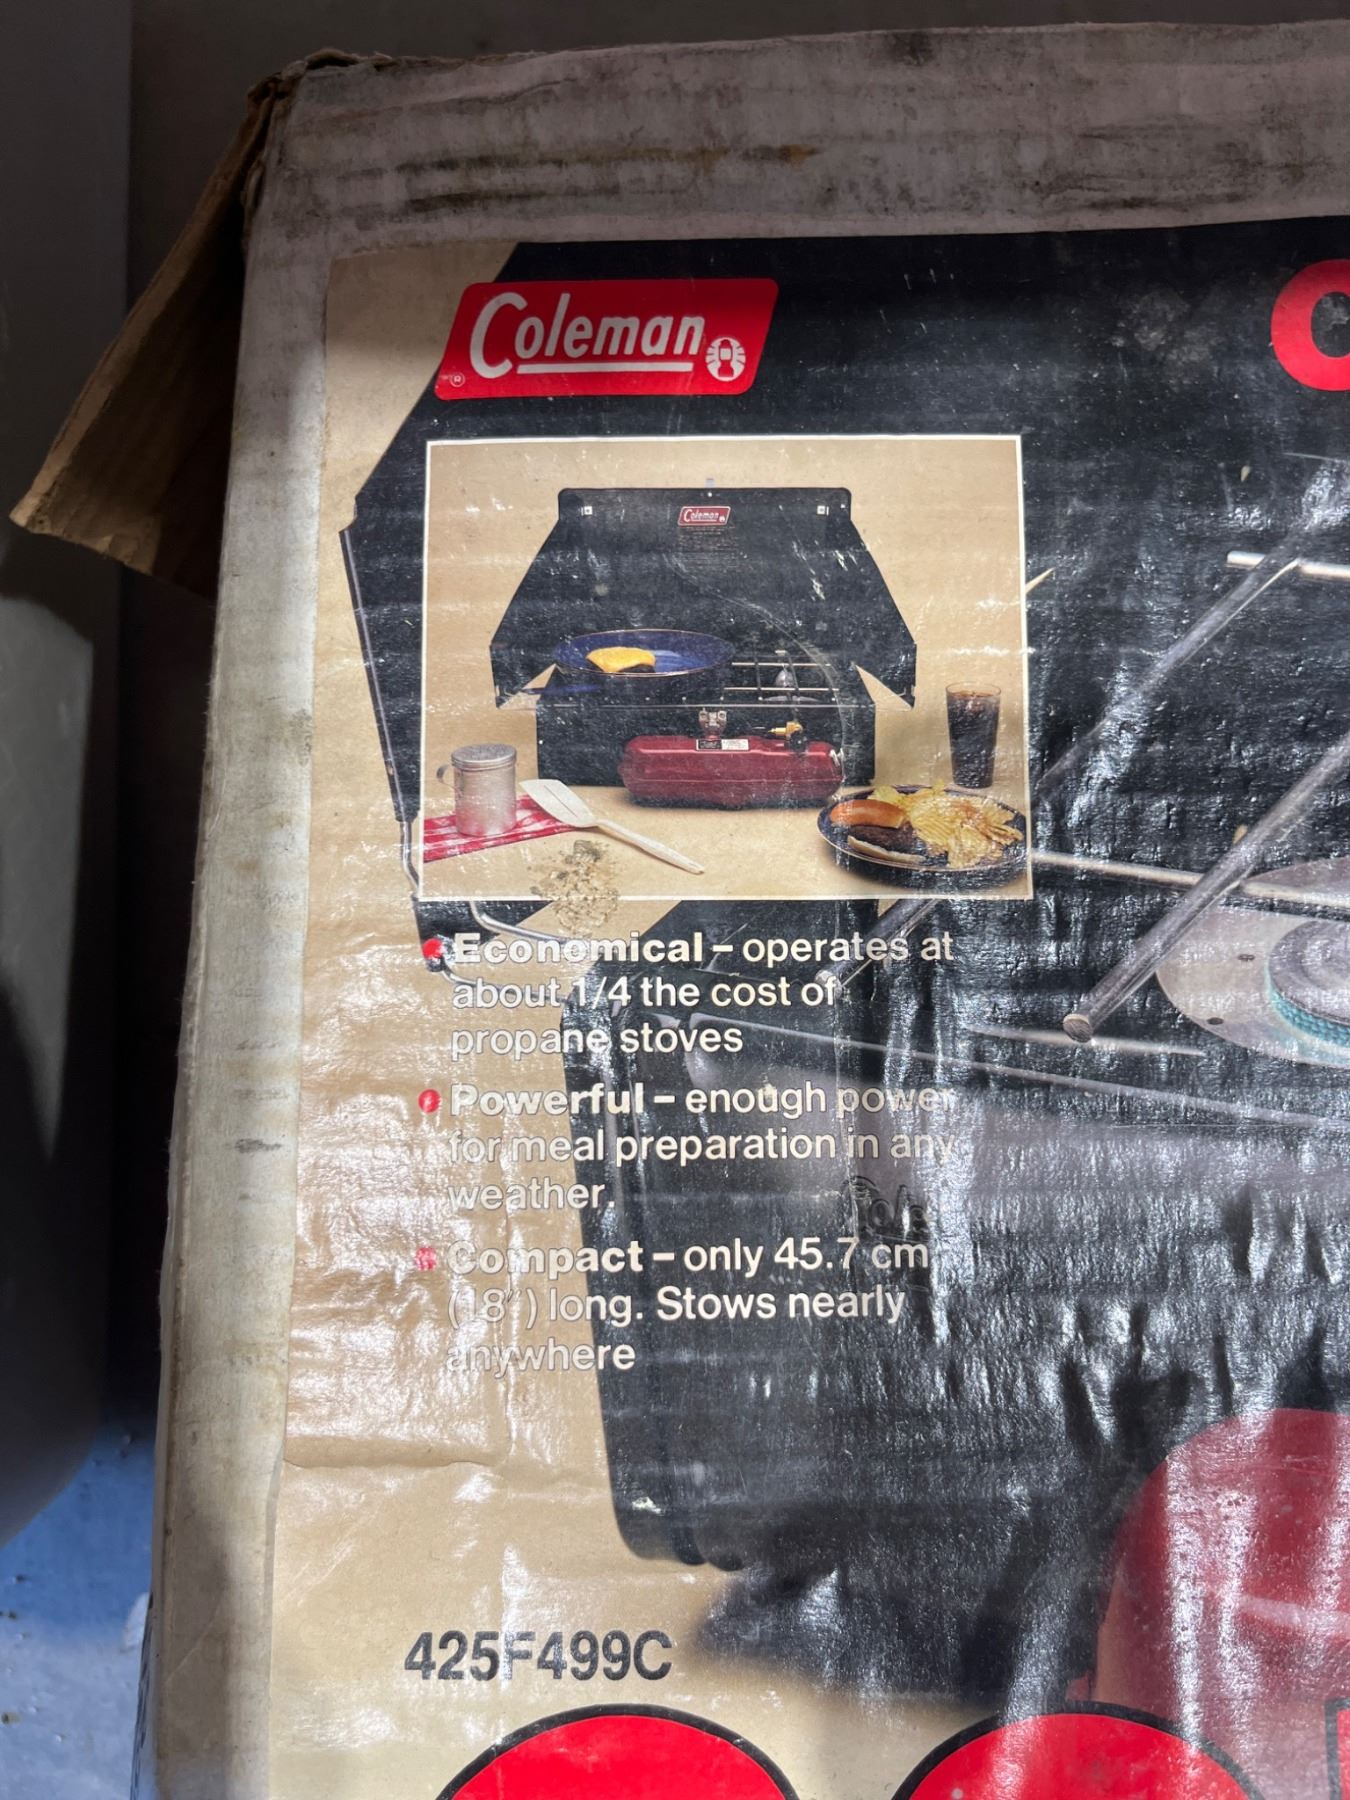 Coleman
®
Coleman
Economical – operates at
about 1/4 the cost of
propane stoves
Powerful – enough power
for meal preparation in any
weather.
Compact – only 45.7 cm
(18") long. Stows nearly
anywhere
425F499C